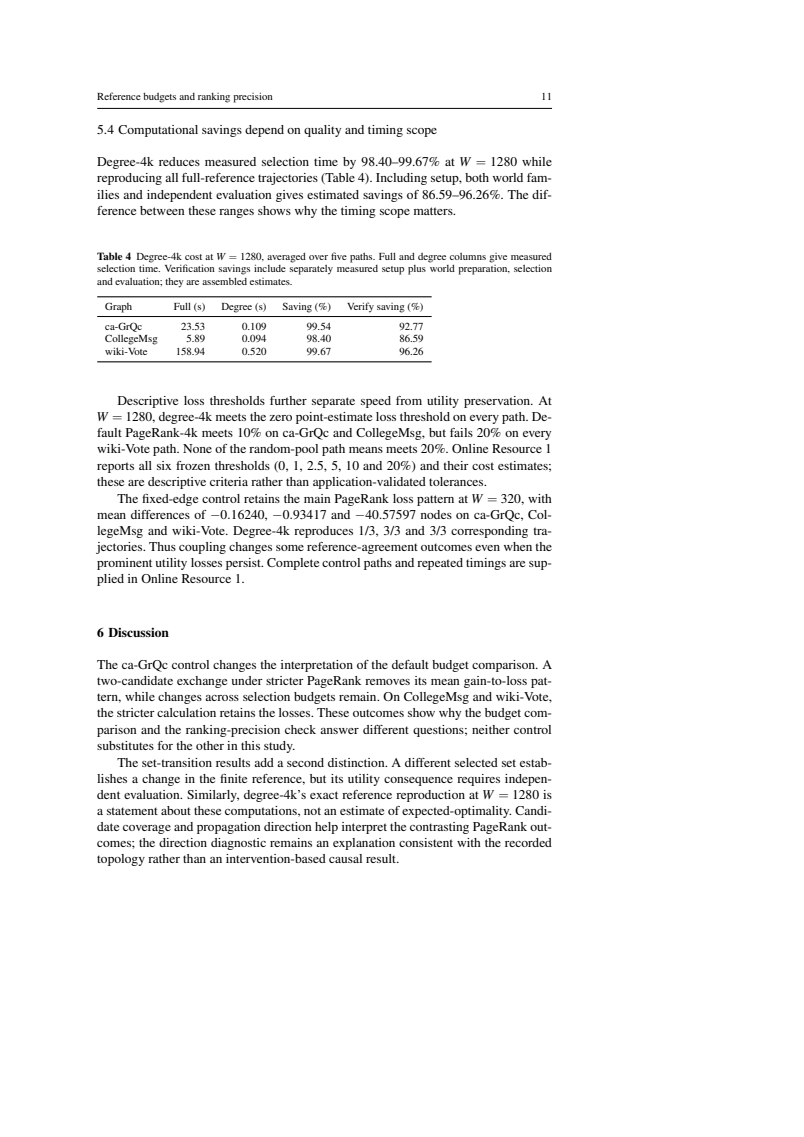 Reference budgets and ranking precision 11
5.4 Computational savings depend on quality and timing scope
Degree-4k reduces measured selection time by 98.40–99.67% at W = 1280 while
reproducing all full-reference trajectories (Table 4). Including setup, both world fam-
ilies and independent evaluation gives estimated savings of 86.59–96.26%. The dif-
ference between these ranges shows why the timing scope matters.
Table 4 Degree-4k cost at W = 1280, averaged over five paths. Full and degree columns give measured
selection time. Verification savings include separately measured setup plus world preparation, selection
and evaluation; they are assembled estimates.
Graph Full (s) Degree (s) Saving (%) Verify saving (%)
ca-GrQc 23.53 0.109 99.54 92.77
CollegeMsg 5.89 0.094 98.40 86.59
wiki-Vote 158.94 0.520 99.67 96.26
Descriptive loss thresholds further separate speed from utility preservation. At
W = 1280, degree-4k meets the zero point-estimate loss threshold on every path. De-
fault PageRank-4k meets 10% on ca-GrQc and CollegeMsg, but fails 20% on every
wiki-Vote path. None of the random-pool path means meets 20%. Online Resource 1
reports all six frozen thresholds (0, 1, 2.5, 5, 10 and 20%) and their cost estimates;
these are descriptive criteria rather than application-validated tolerances.
The fixed-edge control retains the main PageRank loss pattern at W = 320, with
mean differences of −0.16240, −0.93417 and −40.57597 nodes on ca-GrQc, Col-
legeMsg and wiki-Vote. Degree-4k reproduces 1/3, 3/3 and 3/3 corresponding tra-
jectories. Thus coupling changes some reference-agreement outcomes even when the
prominent utility losses persist. Complete control paths and repeated timings are sup-
plied in Online Resource 1.
6 Discussion
The ca-GrQc control changes the interpretation of the default budget comparison. A
two-candidate exchange under stricter PageRank removes its mean gain-to-loss pat-
tern, while changes across selection budgets remain. On CollegeMsg and wiki-Vote,
the stricter calculation retains the losses. These outcomes show why the budget com-
parison and the ranking-precision check answer different questions; neither control
substitutes for the other in this study.
The set-transition results add a second distinction. A different selected set estab-
lishes a change in the finite reference, but its utility consequence requires indepen-
dent evaluation. Similarly, degree-4k's exact reference reproduction at W = 1280 is
a statement about these computations, not an estimate of expected-optimality. Candi-
date coverage and propagation direction help interpret the contrasting PageRank out-
comes; the direction diagnostic remains an explanation consistent with the recorded
topology rather than an intervention-based causal result.